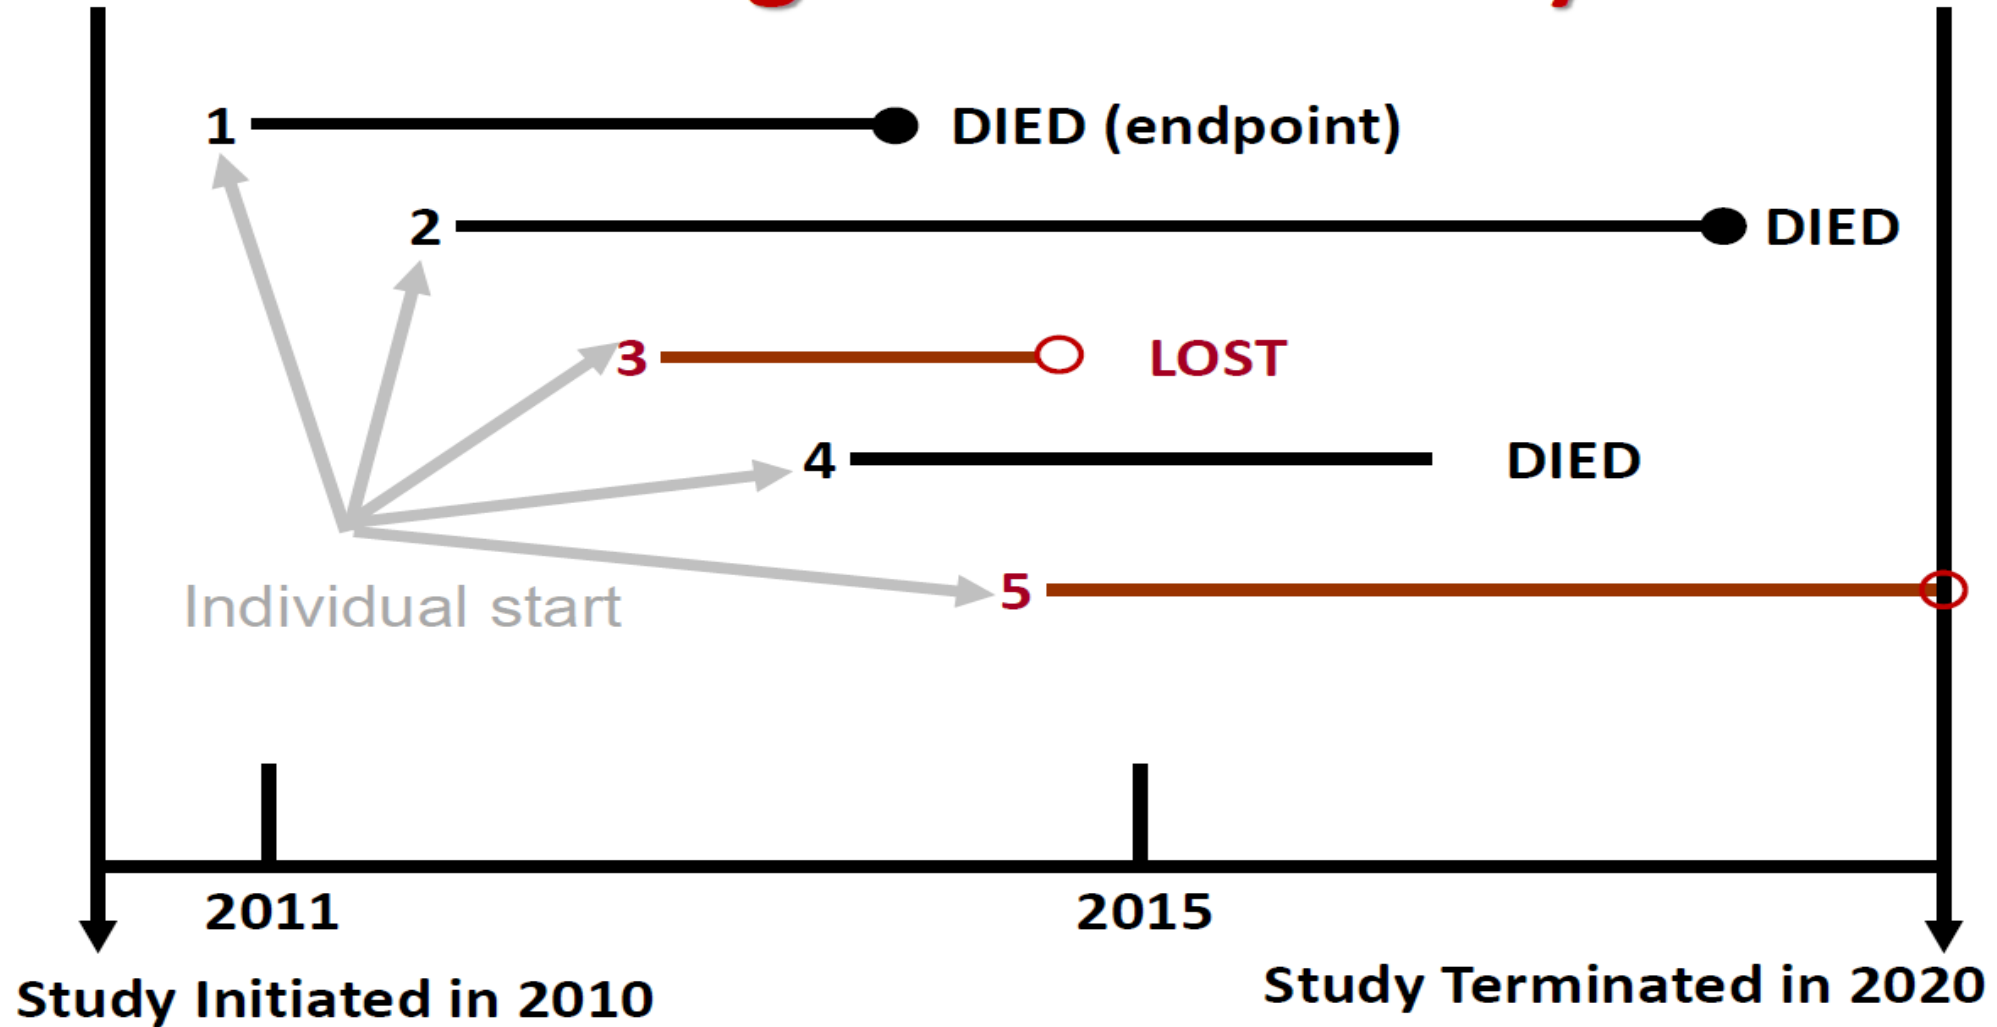 1 DIED (endpoint)
2 DIED
3 LOST
4 DIED
5
Individual start
2011 2015
Study Initiated in 2010
Study Terminated in 2020